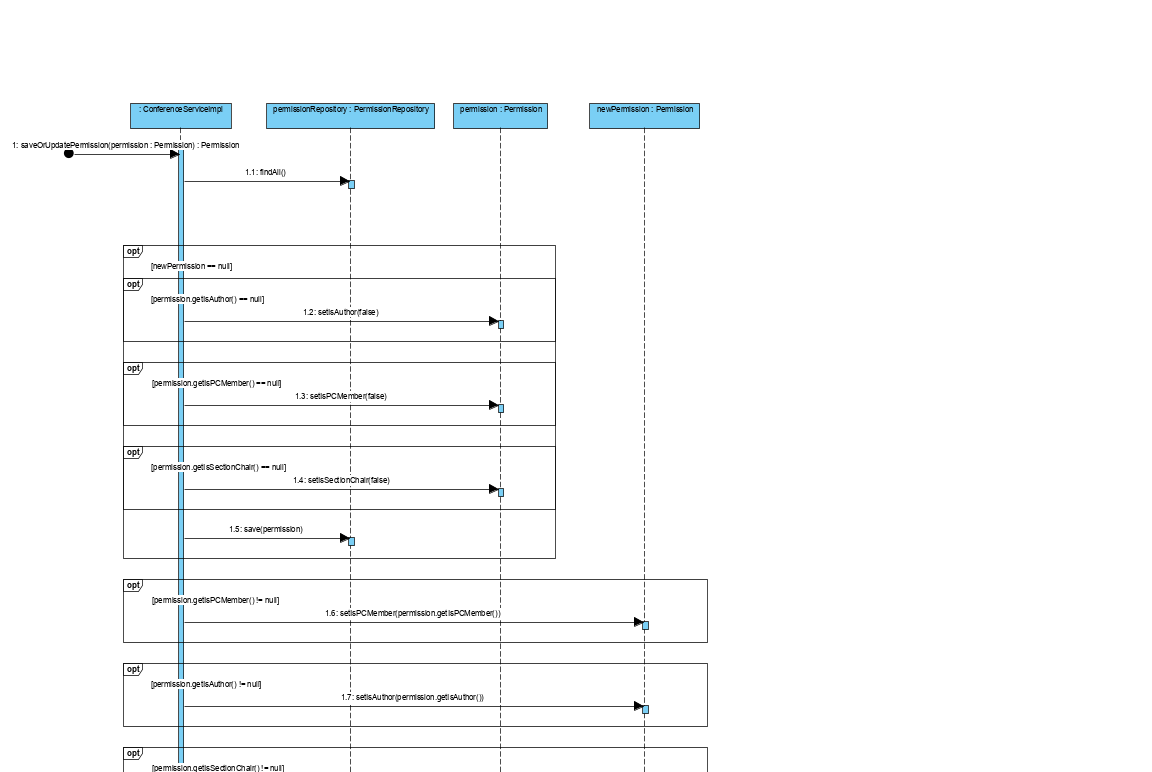 : ConferenceServiceImpl
permissionRepository : PermissionRepository
permission : Permission
newPermission : Permission
1: saveOrUpdatePermission(permission : Permission) : Permission
1.1: findAll()
opt
[newPermission == null]
opt
[permission.getIsAuthor() == null]
1.2: setIsAuthor(false)
opt
[permission.getIsPCMember() == null]
1.3: setIsPCMember(false)
opt
[permission.getIsSectionChair() == null]
1.4: setIsSectionChair(false)
1.5: save(permission)
opt
[permission.getIsPCMember() != null]
1.6: setIsPCMember(permission.getIsPCMember())
opt
[permission.getIsAuthor() != null]
1.7: setIsAuthor(permission.getIsAuthor())
opt
[permission.getIsSectionChair() != null]